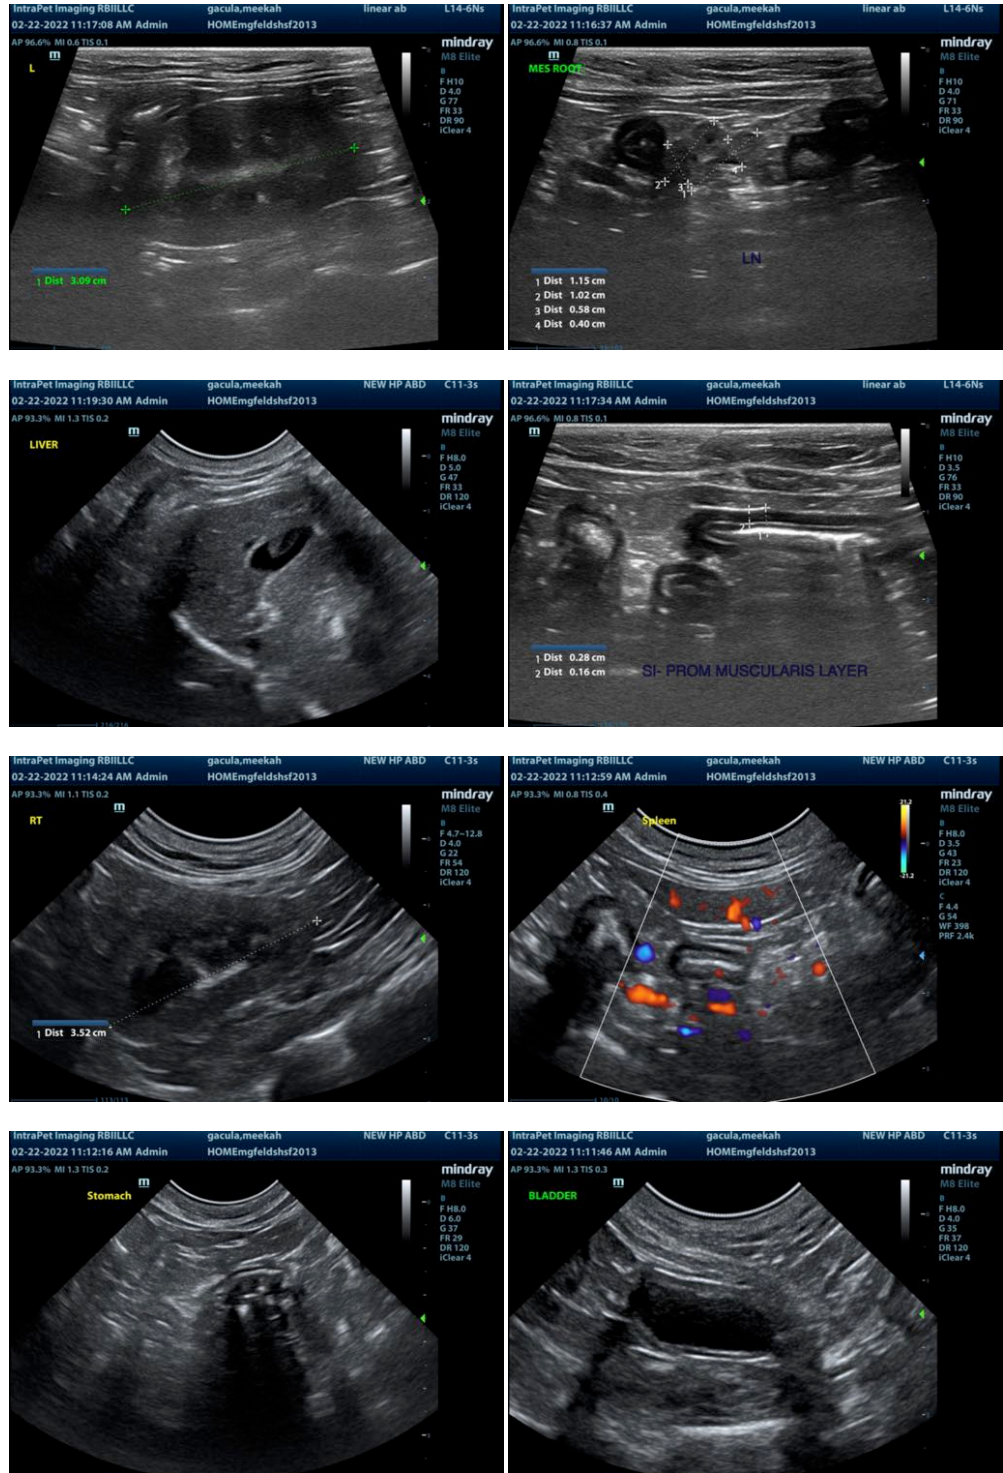 IntraPet Imaging RBIILLC gacula,meekah linear ab L14-6Ns
02-22-2022 11:17:08 AM Admin HOMEmgfeldshsf2013
AP 96.6% MI 0.6 TIS 0.1 mindray
m M8 Elite
L
B
F H10
D 4.0
G 77
FR 33
DR 90
iClear 4
1 Dist 3.09 cm
IntraPet Imaging RBIILLC gacula,meekah linear ab L14-6Ns
02-22-2022 11:16:37 AM Admin HOMEmgfeldshsf2013
AP 96.6% MI 0.8 TIS 0.1 mindray
m M8 Elite
MES ROOT
B
F H10
D 4.0
G 71
FR 33
DR 90
iClear 4
2 3 1 4
LN
1 Dist 1.15 cm
2 Dist 1.02 cm
3 Dist 0.58 cm
4 Dist 0.40 cm
IntraPet Imaging RBIILLC gacula,meekah NEW HP ABD C11-3s
02-22-2022 11:19:30 AM Admin HOMEmgfeldshsf2013
AP 93.3% MI 1.3 TIS 0.2 mindray
m M8 Elite
LIVER
B
F H8.0
D 5.0
G 47
FR 33
DR 120
iClear 4
216/216
IntraPet Imaging RBIILLC gacula,meekah linear ab L14-6Ns
02-22-2022 11:17:34 AM Admin HOMEmgfeldshsf2013
AP 96.6% MI 0.8 TIS 0.1 mindray
m M8 Elite
B
F H10
D 3.5
G 76
FR 33
DR 90
iClear 4
2 1
1 Dist 0.28 cm
2 Dist 0.16 cm
SI- PROM MUSCULARIS LAYER
IntraPet Imaging RBIILLC gacula,meekah NEW HP ABD C11-3s
02-22-2022 11:14:24 AM Admin HOMEmgfeldshsf2013
AP 93.3% MI 1.1 TIS 0.2 mindray
m M8 Elite
RT
B
F 4.7~12.8
D 4.0
G 22
FR 54
DR 120
iClear 4
1 Dist 3.52 cm
113/113
IntraPet Imaging RBIILLC gacula,meekah NEW HP ABD C11-3s
02-22-2022 11:12:59 AM Admin HOMEmgfeldshsf2013
AP 93.3% MI 0.8 TIS 0.4 mindray
m M8 Elite
Spleen
21.2
-21.2
B
F H8.0
D 3.5
G 43
FR 23
DR 120
iClear 4
C
F 4.4
G 54
WF 398
PRF 2.4k
IntraPet Imaging RBIILLC gacula,meekah NEW HP ABD C11-3s
02-22-2022 11:12:16 AM Admin HOMEmgfeldshsf2013
AP 93.3% MI 1.3 TIS 0.2 mindray
m M8 Elite
Stomach
B
F H8.0
D 6.0
G 37
FR 29
DR 120
iClear 4
IntraPet Imaging RBIILLC gacula,meekah NEW HP ABD C11-3s
02-22-2022 11:11:46 AM Admin HOMEmgfeldshsf2013
AP 93.3% MI 1.3 TIS 0.3 mindray
m M8 Elite
BLADDER
B
F H8.0
D 4.0
G 35
FR 37
DR 120
iClear 4